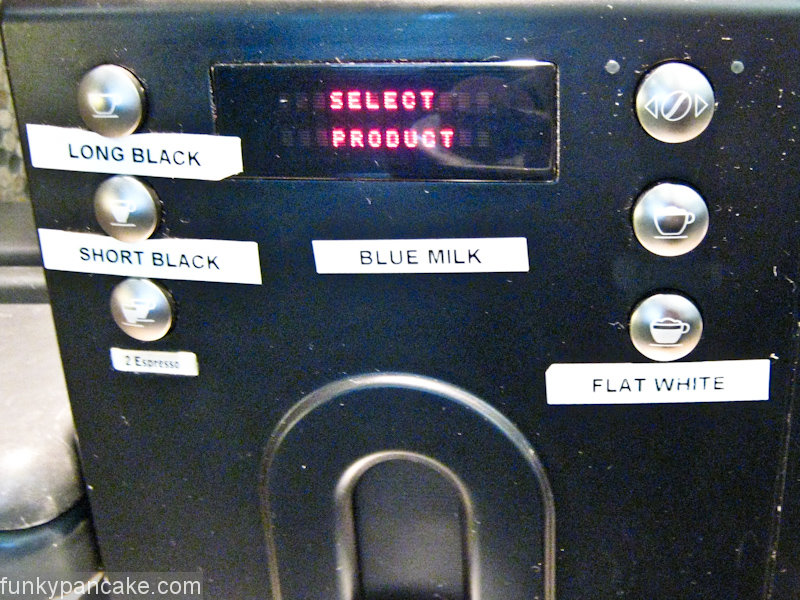 SELECT
PRODUCT
LONG BLACK
SHORT BLACK
BLUE MILK
2 Espresso
FLAT WHITE
funkypancake.com